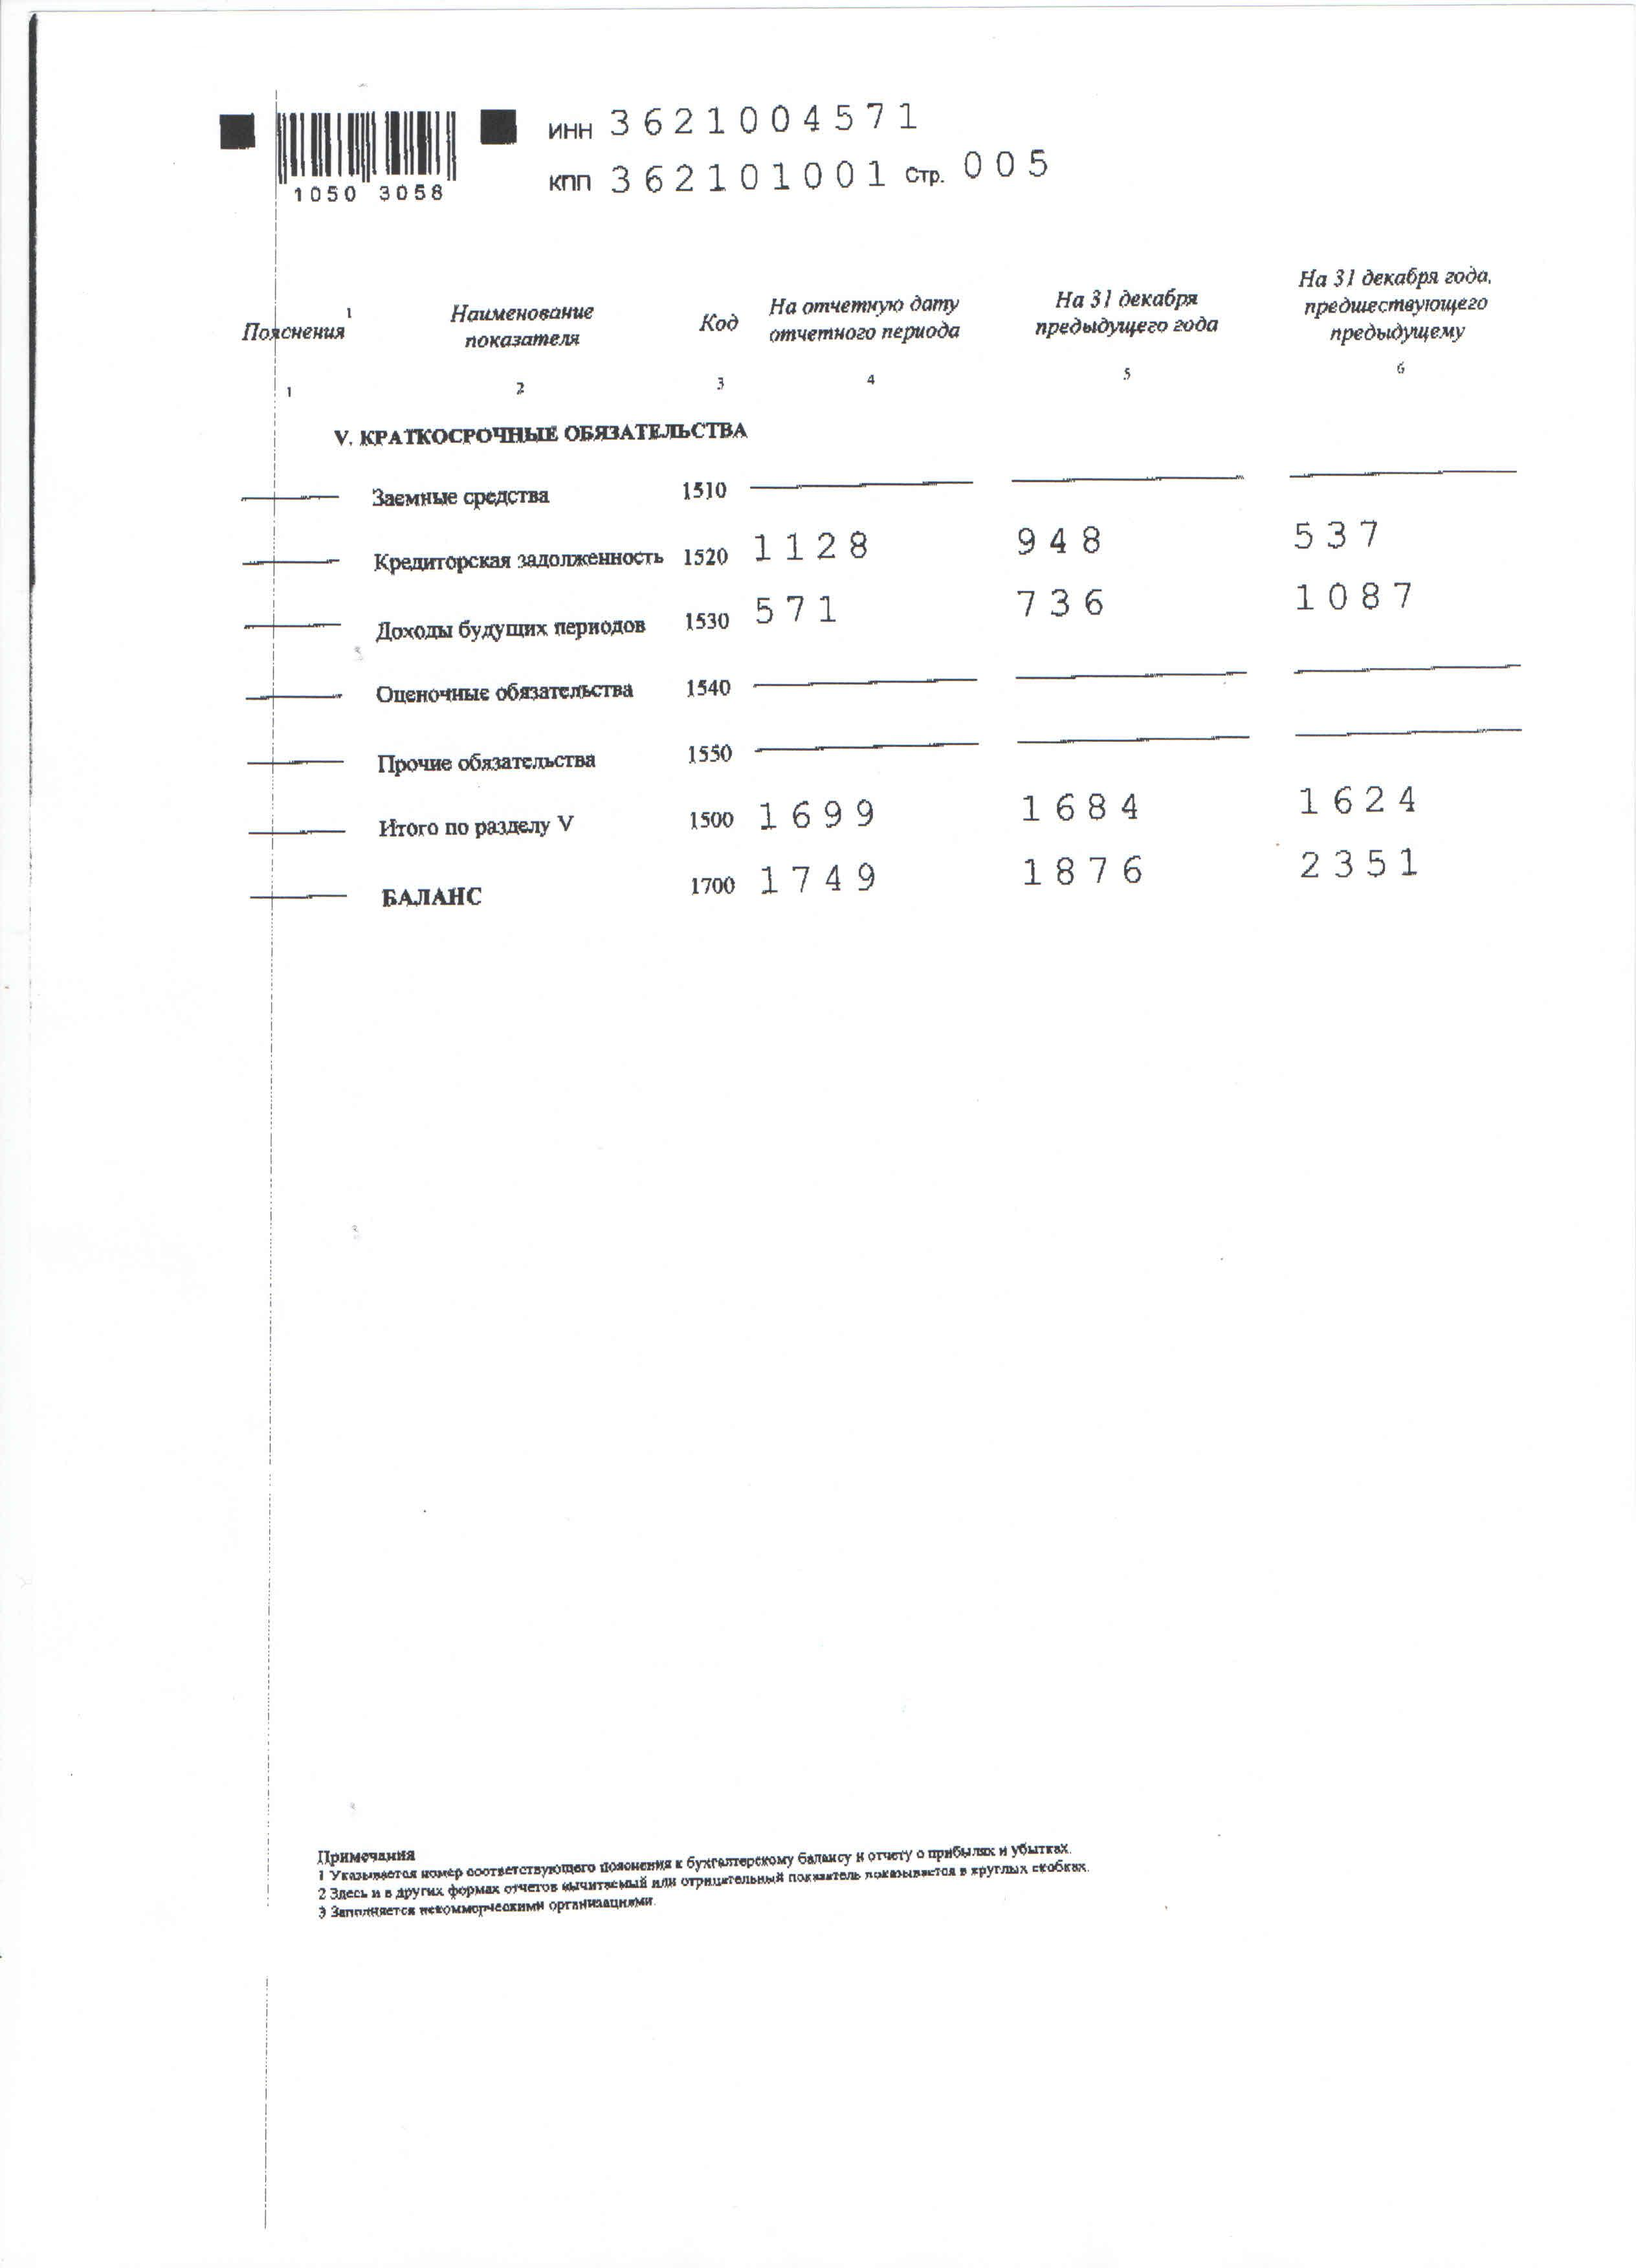 ИНН 3621004571
1050 3058
КПП 362101001 Стр. 005
Пояснения 1
Наименование показателя
Код
На отчетную дату отчетного периода
На 31 декабря предыдущего года
На 31 декабря года, предшествующего предыдущему
1 2 3 4 5 6
V. КРАТКОСРОЧНЫЕ ОБЯЗАТЕЛЬСТВА
Заемные средства 1510
Кредиторская задолженность 1520 1128 948 537
Доходы будущих периодов 1530 571 736 1087
Оценочные обязательства 1540
Прочие обязательства 1550
Итого по разделу V 1500 1699 1684 1624
БАЛАНС 1700 1749 1876 2351
Примечания
1 Указывается номер соответствующего пояснения к бухгалтерскому балансу и отчету о прибылях и убытках.
2 Здесь и в других формах отчетов вычитаемый или отрицательный показатель показывается в круглых скобках.
3 Заполняется некоммерческими организациями.